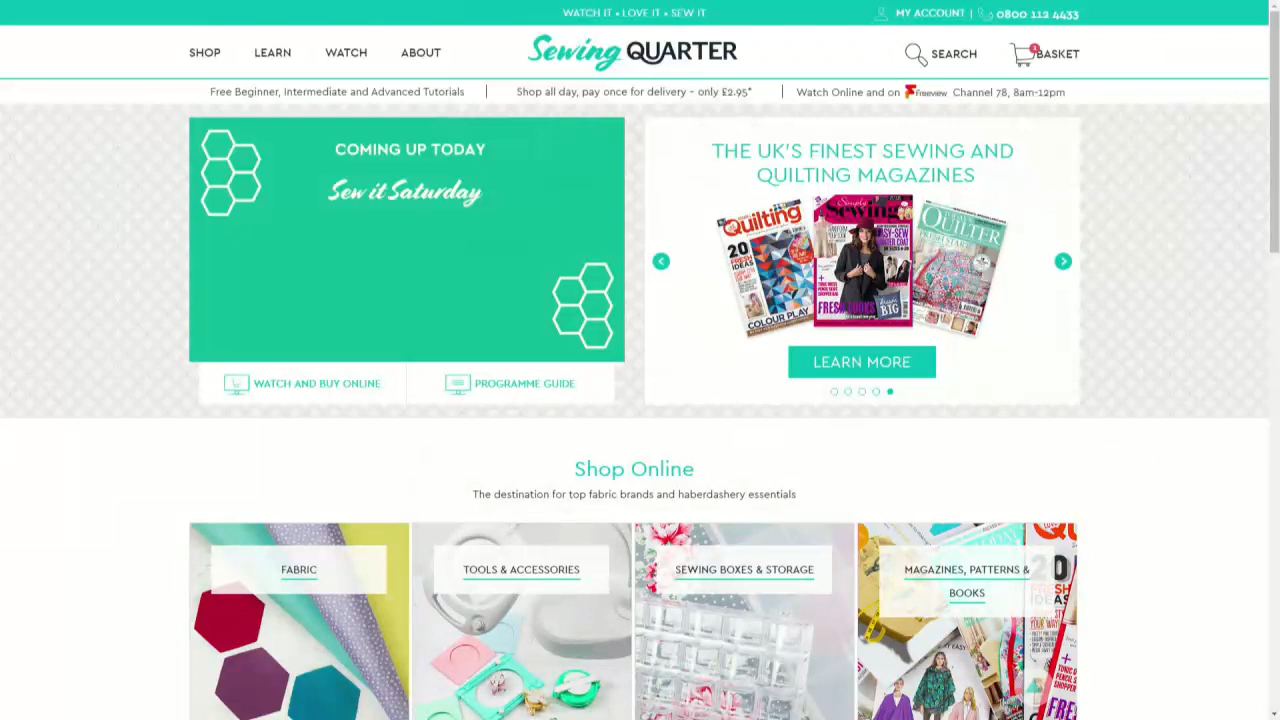 WATCH IT • LOVE IT • SEW IT
MY ACCOUNT | 0800 112 4433
SHOP LEARN WATCH ABOUT
Sewing QUARTER
SEARCH BASKET
Free Beginner, Intermediate and Advanced Tutorials | Shop all day, pay once for delivery - only £2.95* | Watch Online and on Freeview Channel 78, 8am-12pm
COMING UP TODAY
Sew it Saturday
WATCH AND BUY ONLINE
PROGRAMME GUIDE
THE UK'S FINEST SEWING AND
QUILTING MAGAZINES
Quilting
20
FRESH
IDEAS
COLOUR PLAY
Simply
Sewing
FRESH LOOKS
BIG
QUILTER
LEARN MORE
Shop Online
The destination for top fabric brands and haberdashery essentials
FABRIC
TOOLS & ACCESSORIES
SEWING BOXES & STORAGE
MAGAZINES, PATTERNS &
BOOKS